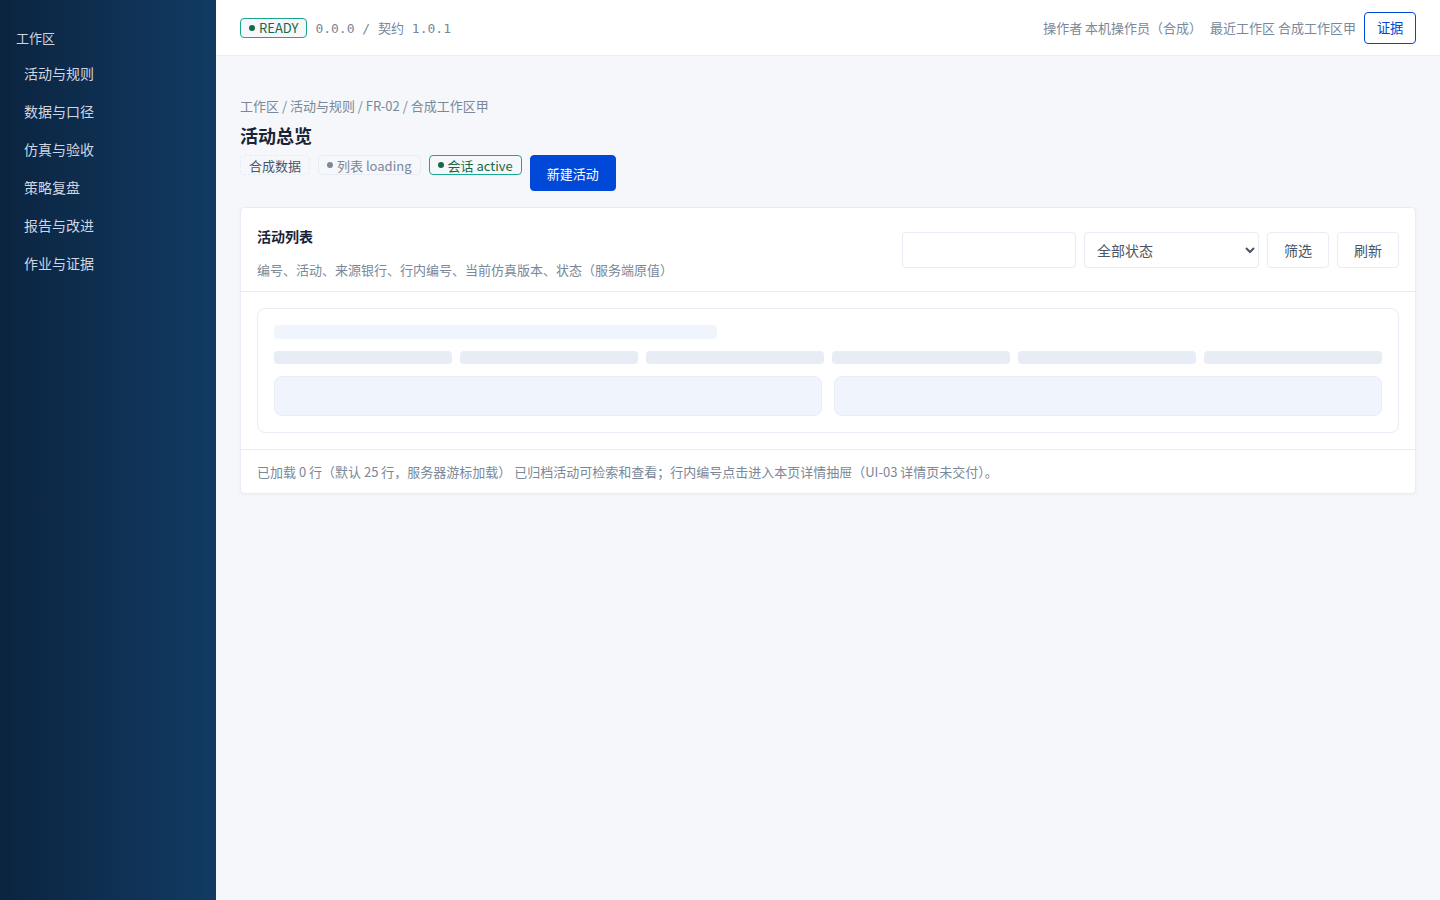 工作区
活动与规则
数据与口径
仿真与验收
策略复盘
报告与改进
作业与证据
READY 0.0.0 / 契约 1.0.1
操作者 本机操作员（合成） 最近工作区 合成工作区甲 证据
工作区 / 活动与规则 / FR-02 / 合成工作区甲
活动总览
合成数据 列表 loading 会话 active 新建活动
活动列表
编号、活动、来源银行、行内编号、当前仿真版本、状态（服务端原值）
全部状态 筛选 刷新
已加载 0 行（默认 25 行，服务器游标加载） 已归档活动可检索和查看；行内编号点击进入本页详情抽屉（UI-03 详情页未交付）。